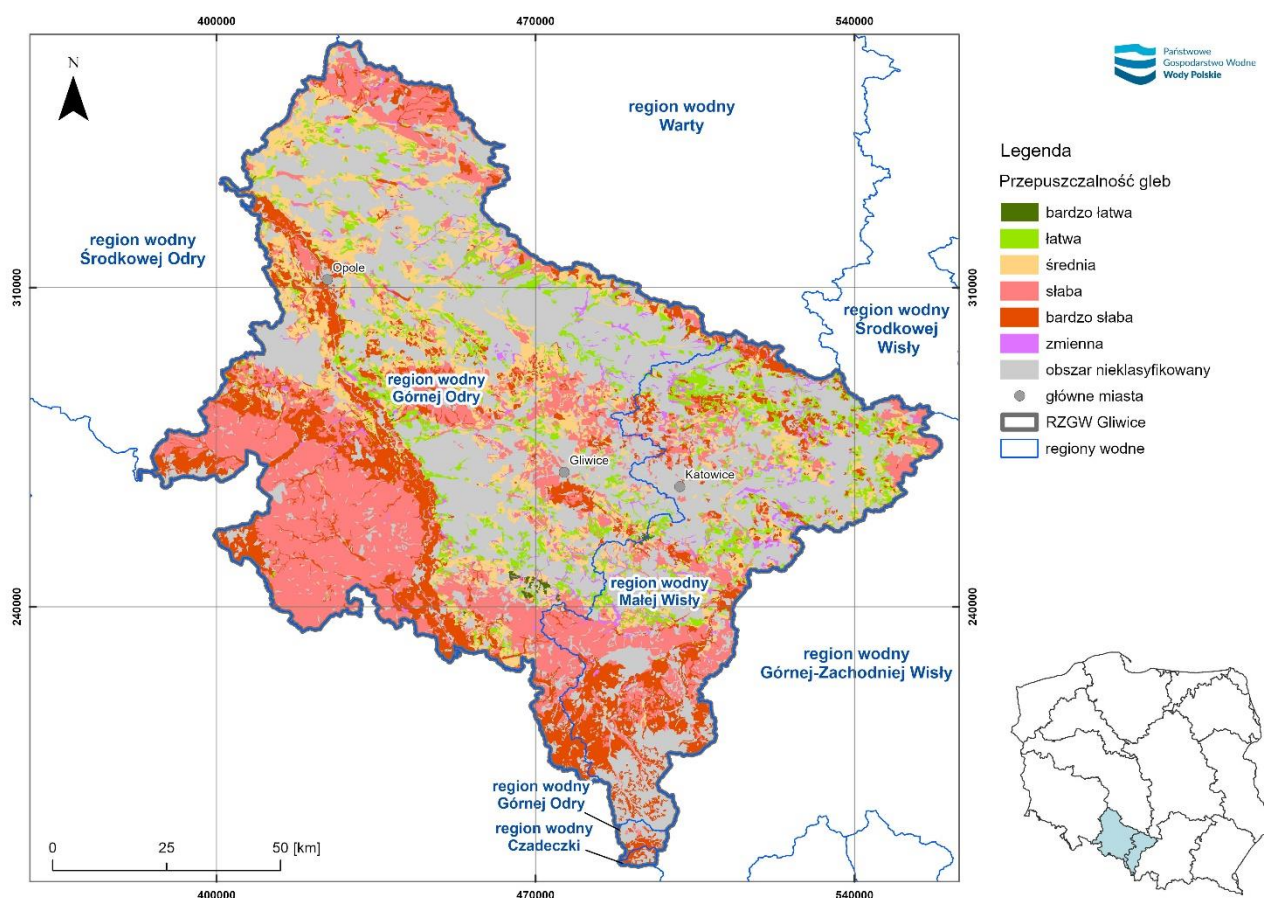 400000
470000
540000
N
region wodny
Warty
region wodny
Środkowej Odry
Opole
310000
310000
region wodny
Środkowej
Wisły
region wodny
Górnej Odry
Gliwice
Katowice
region wodny
Małej Wisły
240000
240000
region wodny
Górnej-Zachodniej Wisły
region wodny
Górnej Odry
region wodny
Czadeczki
0
25
50 [km]
400000
470000
540000
Państwowe
Gospodarstwo Wodne
Wody Polskie
Legenda
Przepuszczalność gleb
bardzo łatwa
łatwa
średnia
słaba
bardzo słaba
zmienna
obszar nieklasyfikowany
główne miasta
RZGW Gliwice
regiony wodne